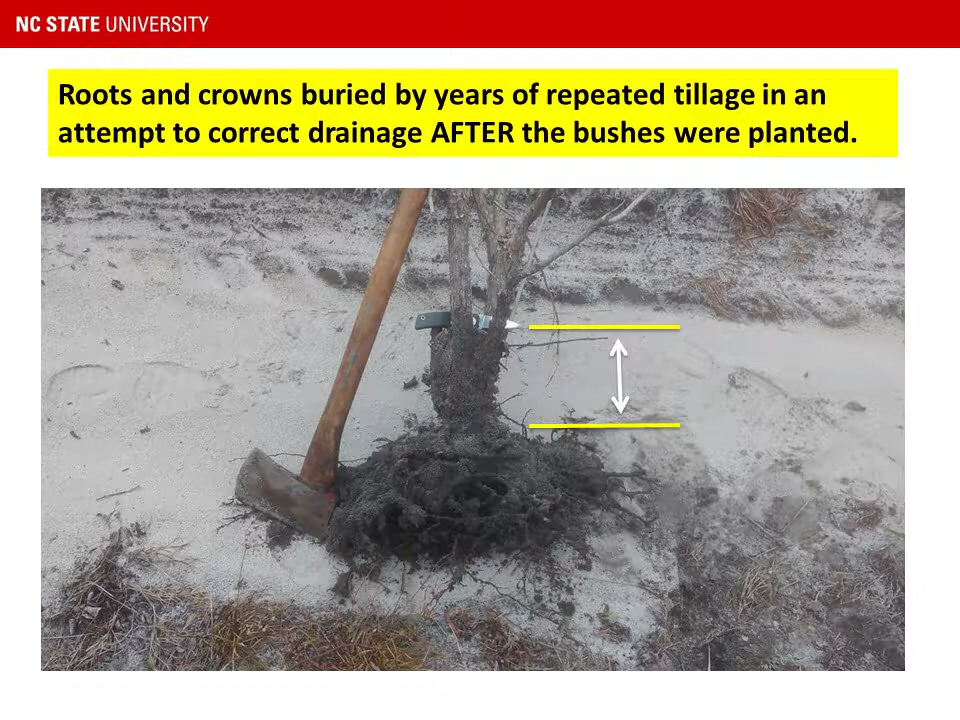 NC STATE UNIVERSITY
Roots and crowns buried by years of repeated tillage in an
attempt to correct drainage AFTER the bushes were planted.